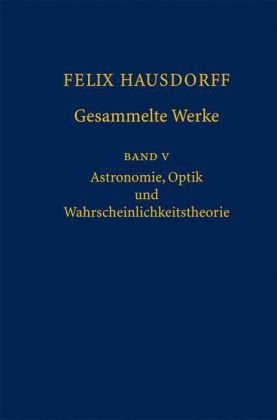 FELIX HAUSDORFF
Gesammelte Werke
BAND V
Astronomie, Optik
und
Wahrscheinlichkeitstheorie